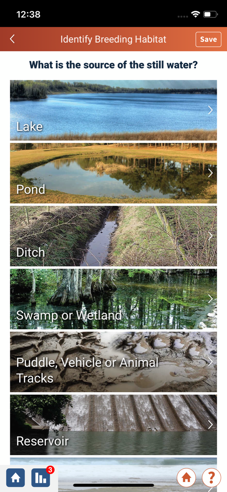 12:38
Identify Breeding Habitat
Save
What is the source of the still water?
Lake
Pond
Ditch
Swamp or Wetland
Puddle, Vehicle or Animal
Tracks
Reservoir
3
?